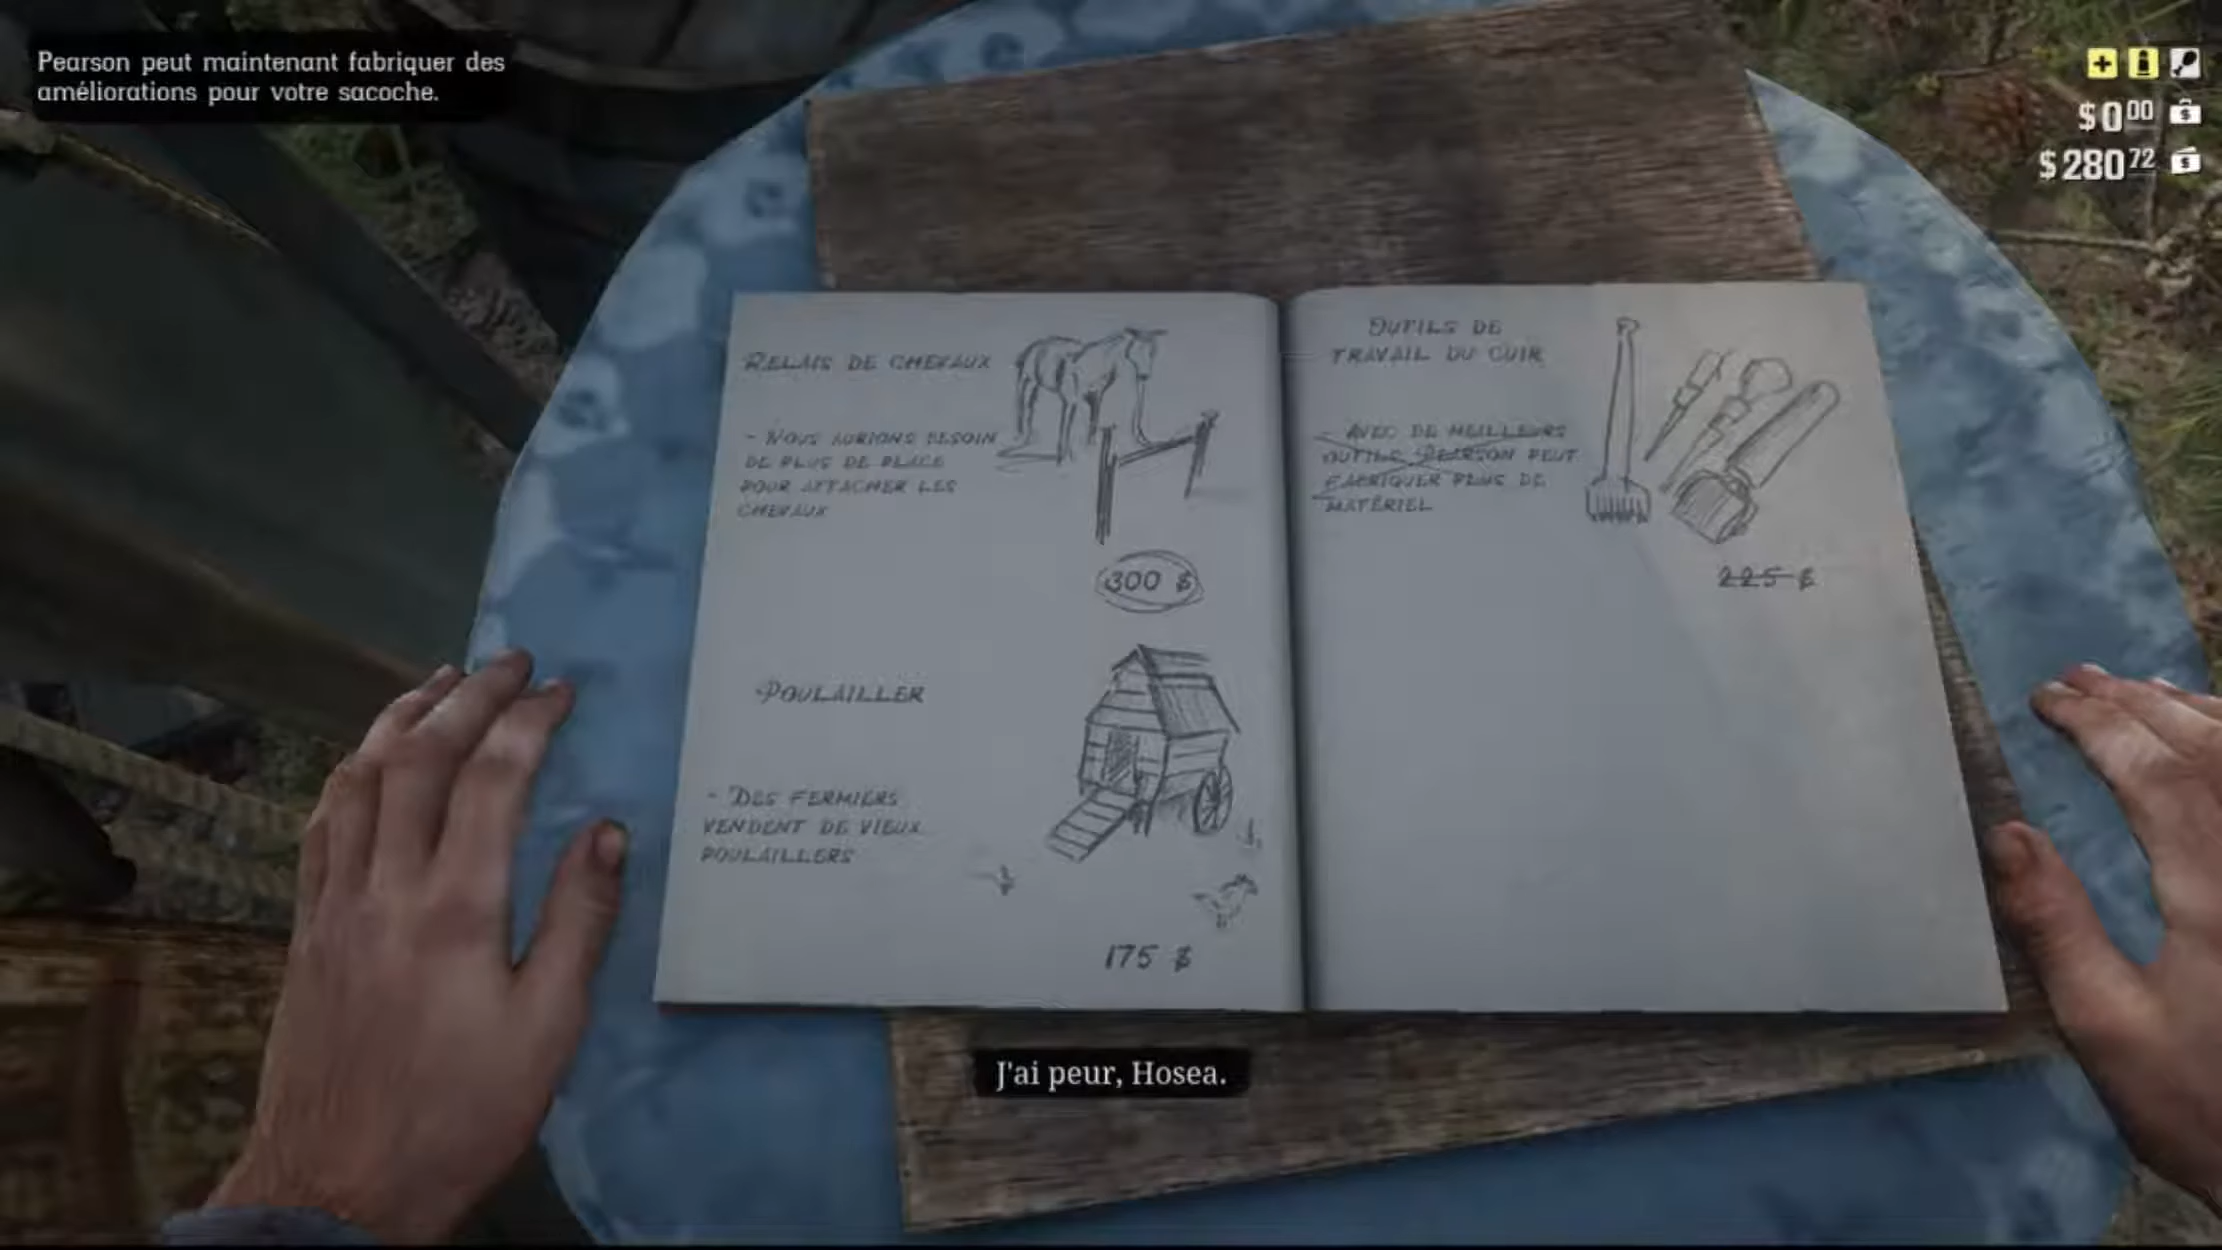 Pearson peut maintenant fabriquer des
améliorations pour votre sacoche.
$0 00
$280 72
RELAIS DE CHEVAUX
- NOUS AURIONS BESOIN
DE PLUS DE PLACE
POUR ATTACHER LES
CHEVAUX
300 $
POULAILLER
- DES FERMIERS
VENDENT DE VIEUX
POULAILLERS
175 $
OUTILS DE
TRAVAIL DU CUIR
- AVEC DE MEILLEURS
OUTILS PEARSON PEUT
FABRIQUER PLUS DE
MATÉRIEL
225 $
J'ai peur, Hosea.